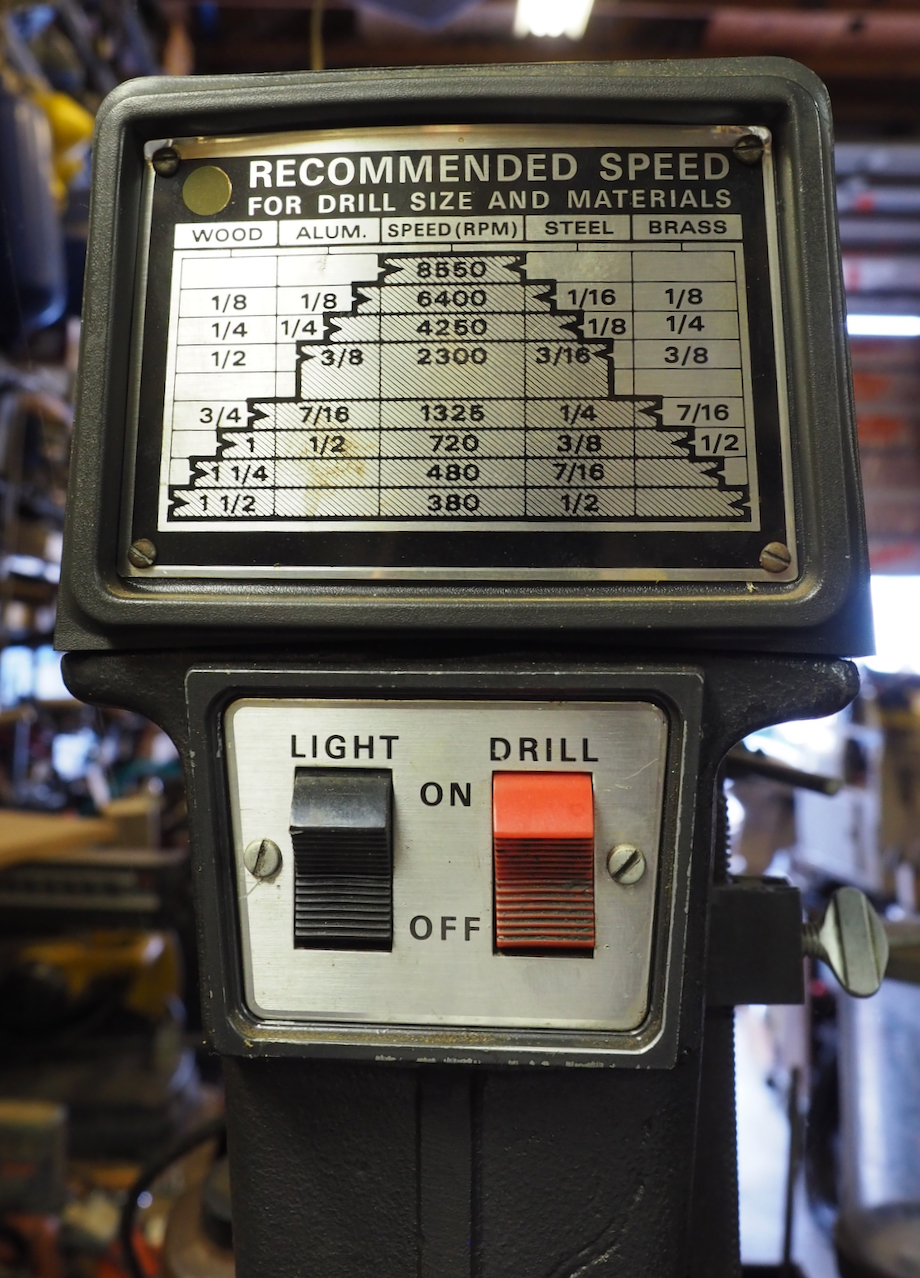 RECOMMENDED SPEED
FOR DRILL SIZE AND MATERIALS
WOOD ALUM. SPEED (RPM) STEEL BRASS
8550
1/8 1/8 6400 1/16 1/8
1/4 1/4 4250 1/8 1/4
1/2 3/8 2300 3/16 3/8
3/4 7/16 1325 1/4 7/16
1 1/2 720 3/8 1/2
1 1/4 480 7/16
1 1/2 380 1/2
LIGHT DRILL
ON
OFF